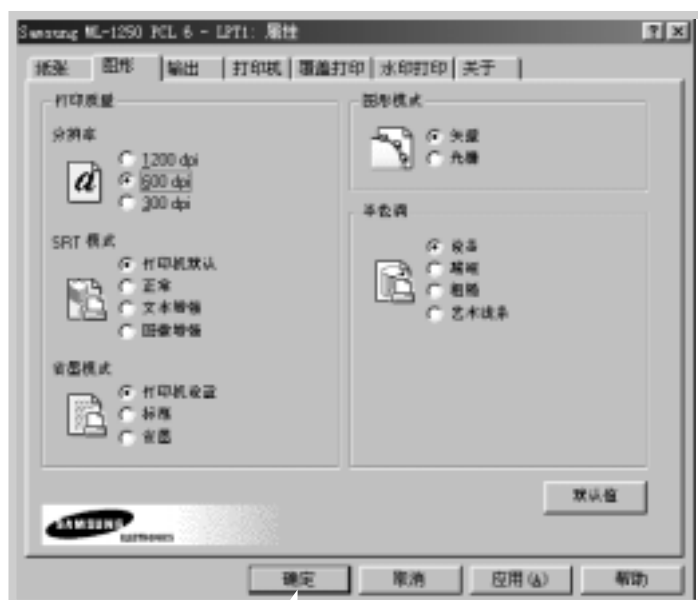 Samsung ML-1250 PCL 6 - LPT1: 属性
纸张 图形 输出 打印机 覆盖打印 水印打印 关于
打印质量
分辨率
1200 dpi
600 dpi
300 dpi
SRT 模式
打印机默认
正常
文本增强
图像增强
省墨模式
打印机设置
标准
省墨
图形模式
矢量
光栅
半色调
设备
精细
粗糙
艺术线条
默认值
SAMSUNG
ELECTRONICS
确定 取消 应用(A) 帮助